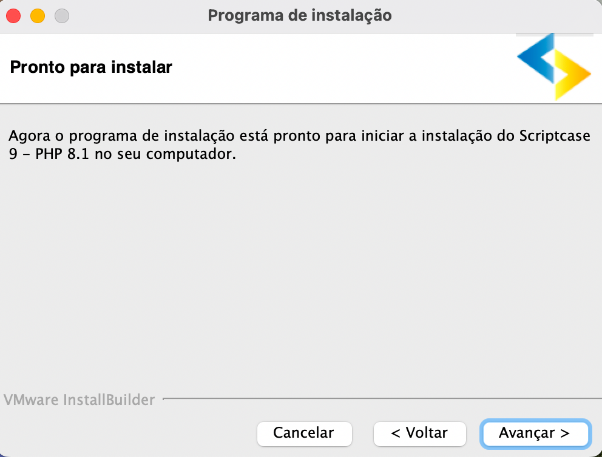 Programa de instalação
Pronto para instalar
Agora o programa de instalação está pronto para iniciar a instalação do Scriptcase
9 – PHP 8.1 no seu computador.
VMware InstallBuilder
Cancelar
< Voltar
Avançar >